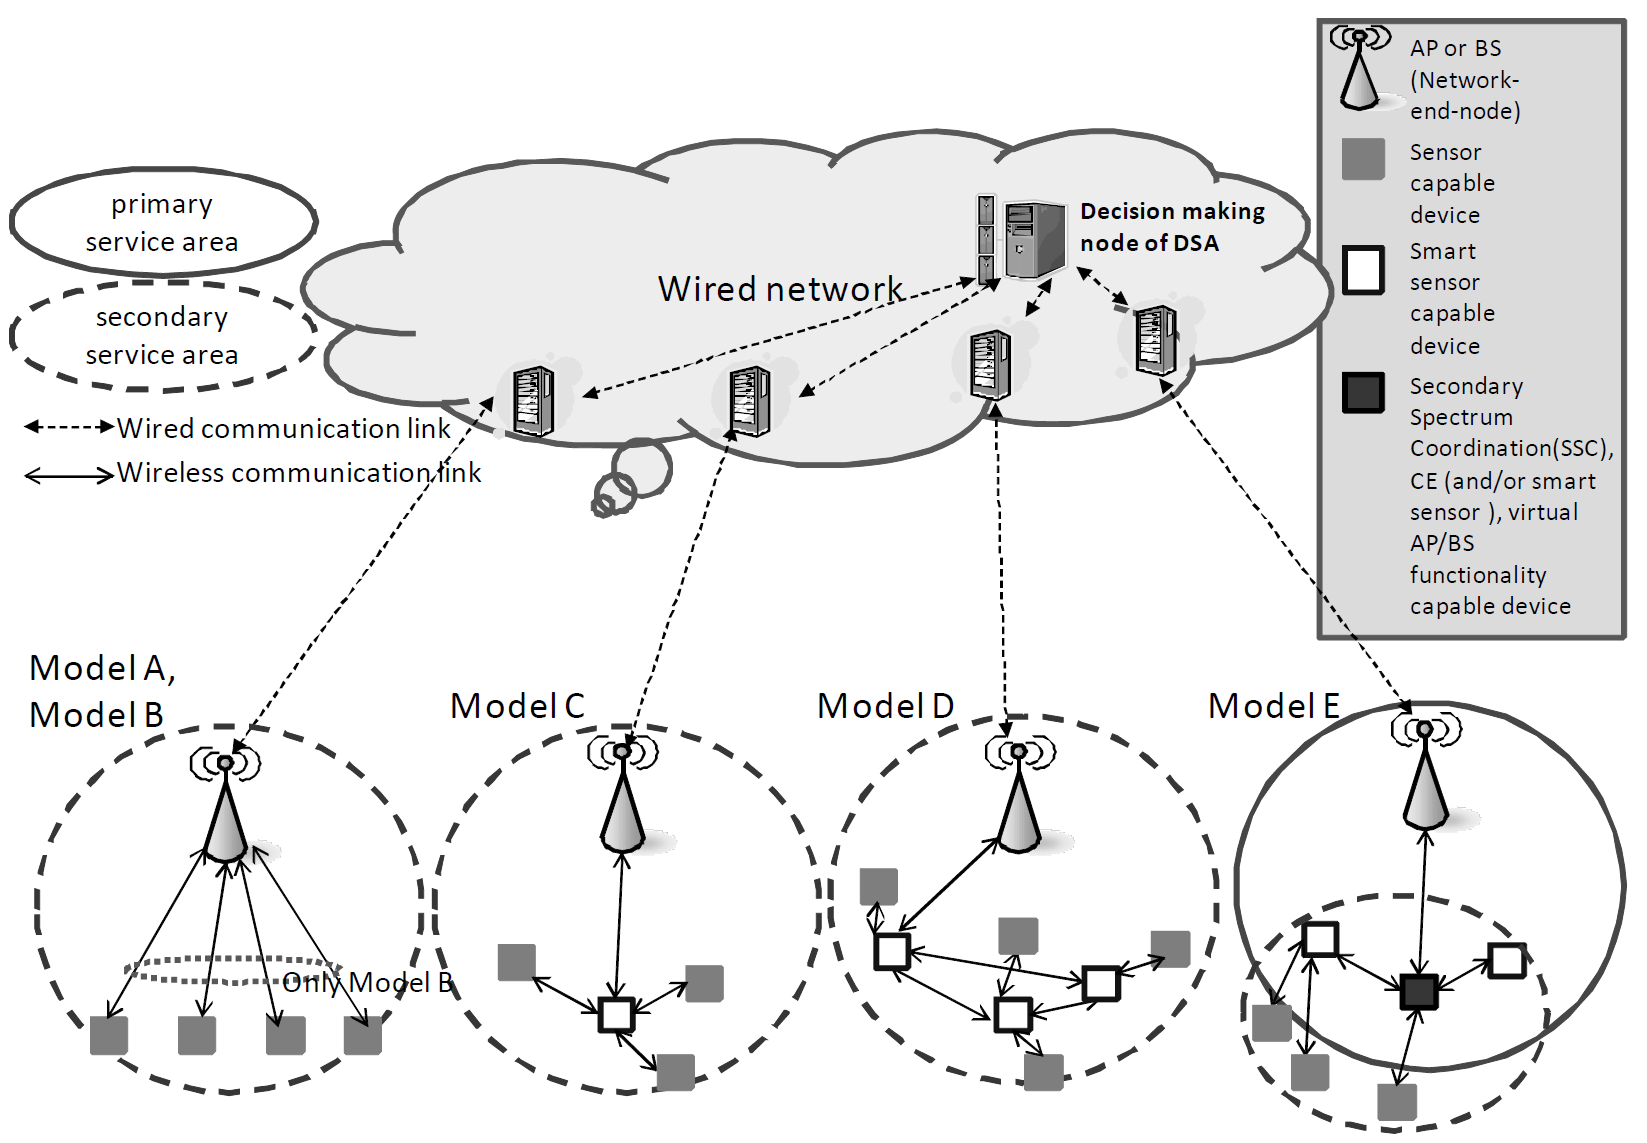 primary
service area
secondary
service area
Wired communication link
Wireless communication link
Wired network
Decision making
node of DSA
AP or BS
(Network-
end-node)
Sensor
capable
device
Smart
sensor
capable
device
Secondary
Spectrum
Coordination(SSC),
CE (and/or smart
sensor ), virtual
AP/BS
functionality
capable device
Model A,
Model B
Model C
Model D
Model E
Only Model B